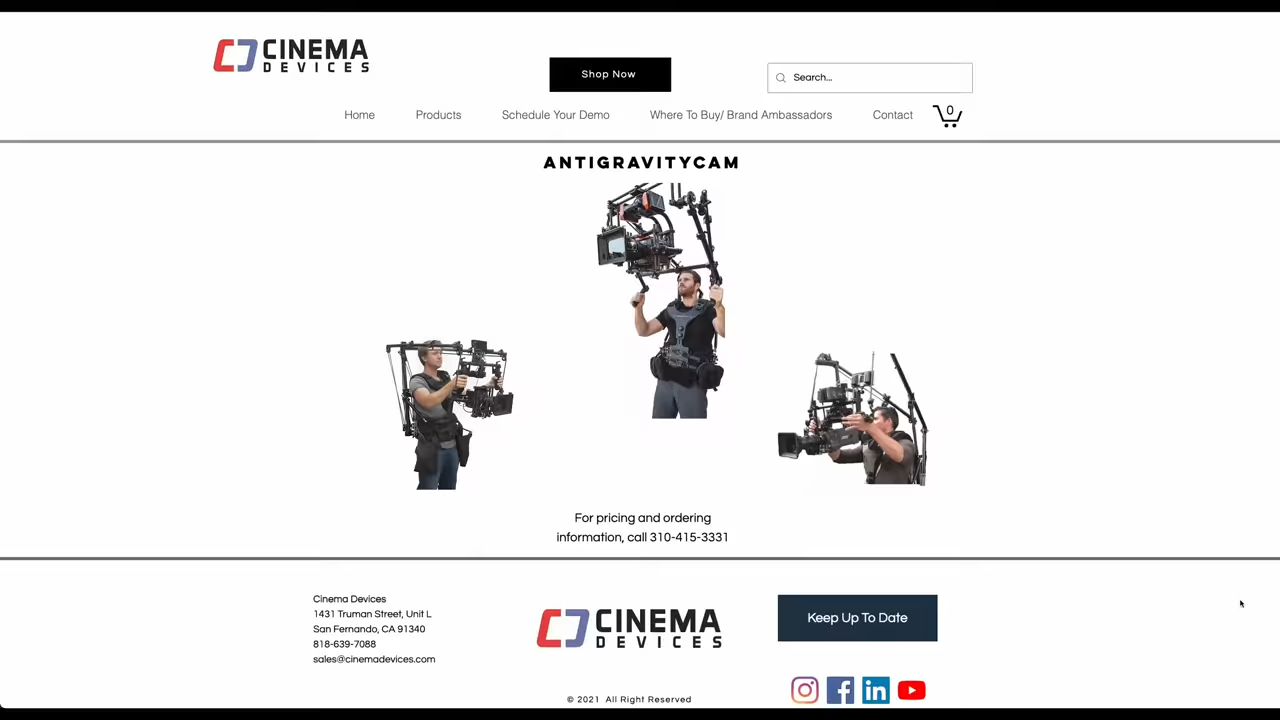 CINEMA
DEVICES
Shop Now
Search...
Home
Products
Schedule Your Demo
Where To Buy/ Brand Ambassadors
Contact
0
ANTIGRAVITYCAM
For pricing and ordering
information, call 310-415-3331
Cinema Devices
1431 Truman Street, Unit L
San Fernando, CA 91340
818-639-7088
sales@cinemadevices.com
CINEMA
DEVICES
© 2021 All Right Reserved
Keep Up To Date